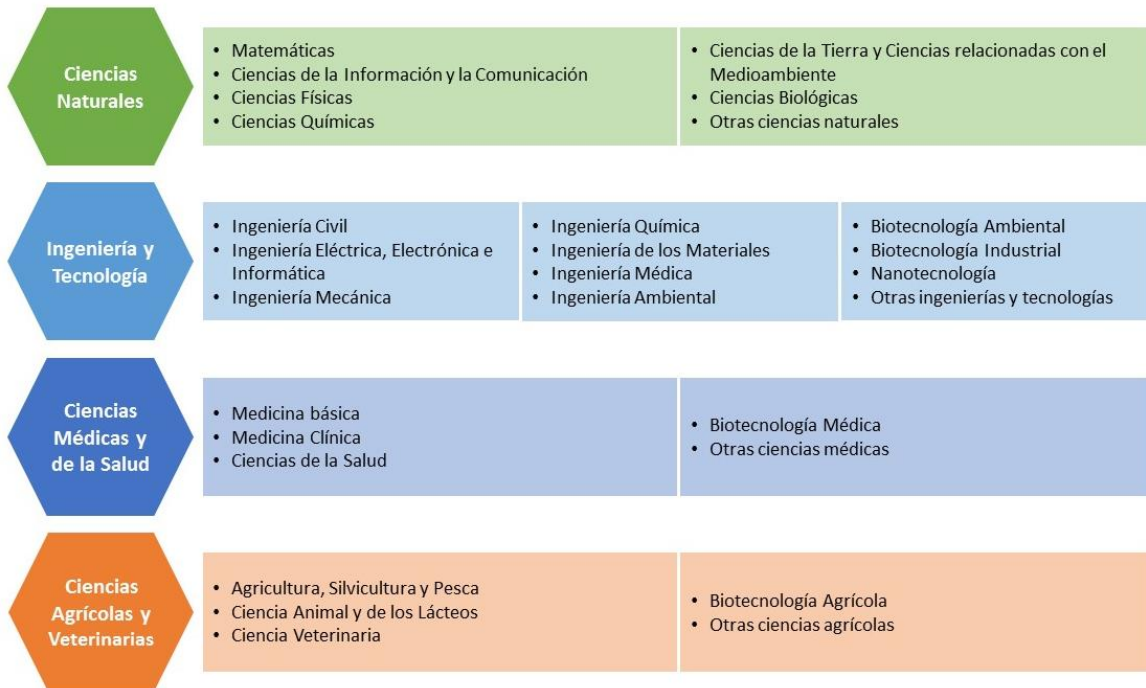 Ciencias
Naturales
• Matemáticas
• Ciencias de la Información y la Comunicación
• Ciencias Físicas
• Ciencias Químicas
• Ciencias de la Tierra y Ciencias relacionadas con el
Medioambiente
• Ciencias Biológicas
• Otras ciencias naturales
Ingeniería y
Tecnología
• Ingeniería Civil
• Ingeniería Eléctrica, Electrónica e
Informática
• Ingeniería Mecánica
• Ingeniería Química
• Ingeniería de los Materiales
• Ingeniería Médica
• Ingeniería Ambiental
• Biotecnología Ambiental
• Biotecnología Industrial
• Nanotecnología
• Otras ingenierías y tecnologías
Ciencias
Médicas y
de la Salud
• Medicina básica
• Medicina Clínica
• Ciencias de la Salud
• Biotecnología Médica
• Otras ciencias médicas
Ciencias
Agrícolas y
Veterinarias
• Agricultura, Silvicultura y Pesca
• Ciencia Animal y de los Lácteos
• Ciencia Veterinaria
• Biotecnología Agrícola
• Otras ciencias agrícolas